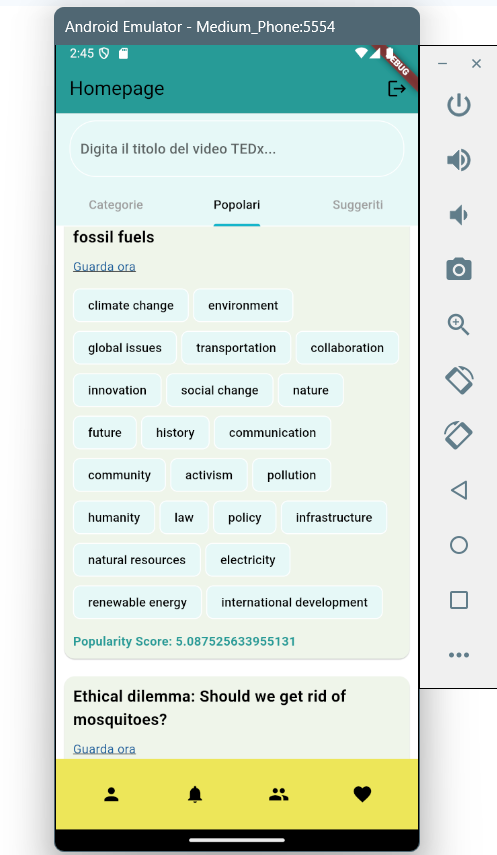 Android Emulator - Medium_Phone:5554
2:45
DEBUG
Homepage
Digita il titolo del video TEDx...
Categorie Popolari Suggeriti
fossil fuels
Guarda ora
climate change environment
global issues transportation collaboration
innovation social change nature
future history communication
community activism pollution
humanity law policy infrastructure
natural resources electricity
renewable energy international development
Popularity Score: 5.087525633955131
Ethical dilemma: Should we get rid of
mosquitoes?
Guarda ora